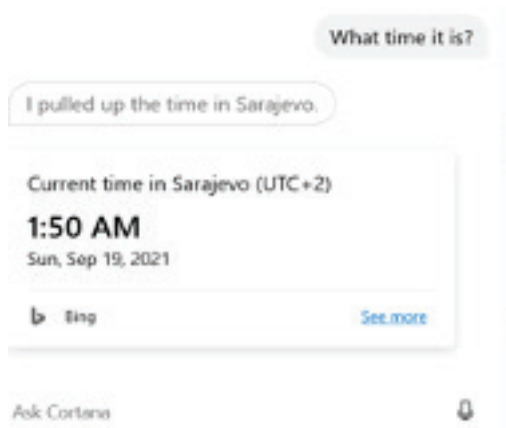 What time it is?
I pulled up the time in Sarajevo.
Current time in Sarajevo (UTC+2)
1:50 AM
Sun, Sep 19, 2021
Bing
See more
Ask Cortana